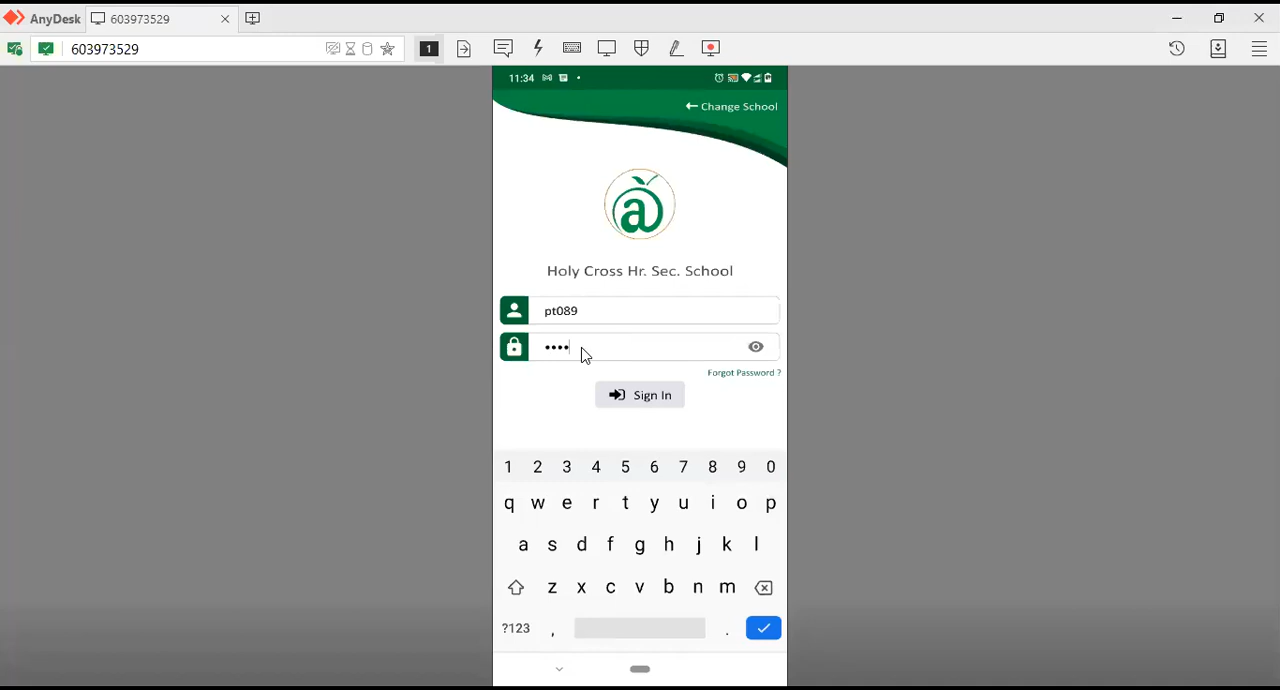 AnyDesk 603973529
603973529 1
11:34
← Change School
a
Holy Cross Hr. Sec. School
pt089
••••
Forgot Password ?
Sign In
1 2 3 4 5 6 7 8 9 0
q w e r t y u i o p
a s d f g h j k l
z x c v b n m
?123 , .